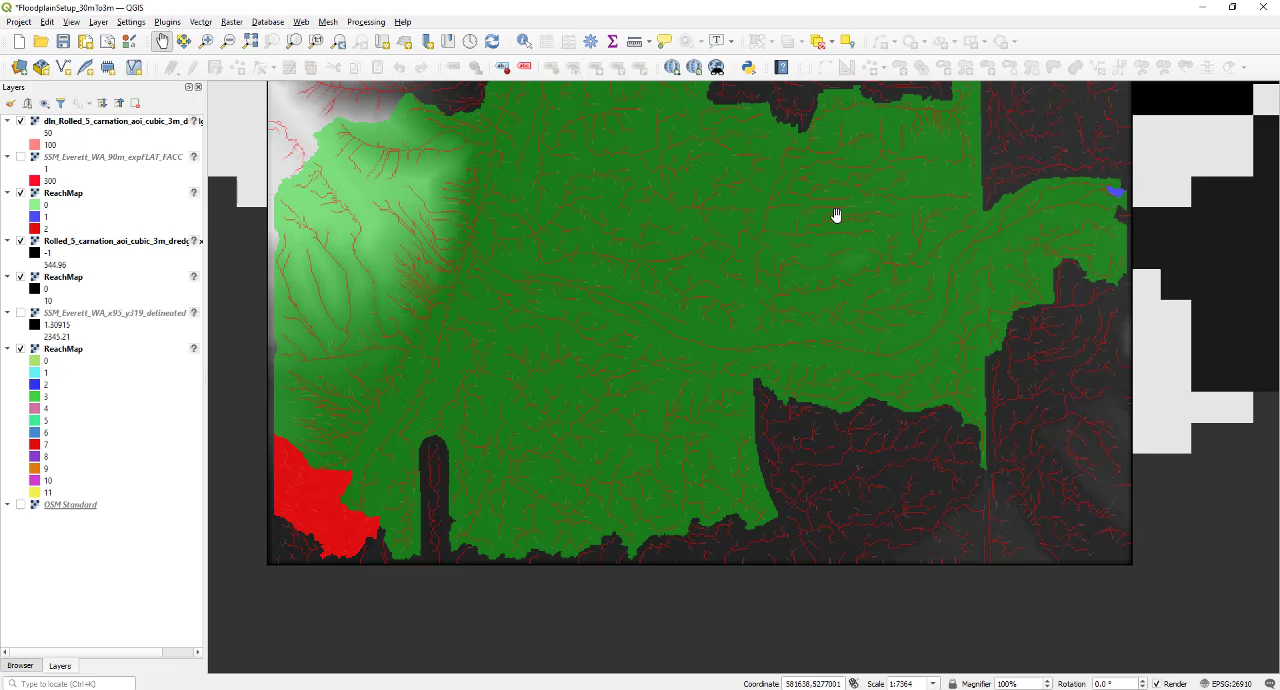 *FloodplainSetup_30mTo3m — QGIS
Project Edit View Layer Settings Plugins Vector Raster Database Web Mesh Processing Help
Layers
dln_Rolled_5_carnation_aoi_cubic_3m_d
50
100
SSM_Everett_WA_90m_expFLAT_FACC
1
300
ReachMap
0
1
2
Rolled_5_carnation_aoi_cubic_3m_dredg
-1
544.96
ReachMap
0
10
SSM_Everett_WA_x95_y319_delineated
1.30915
2345.21
ReachMap
0
1
2
3
4
5
6
7
8
9
10
11
OSM Standard
Browser Layers
Type to locate (Ctrl+K)
Coordinate 581638,5277001 Scale 1:7364 Magnifier 100% Rotation 0.0 ° Render EPSG:26910